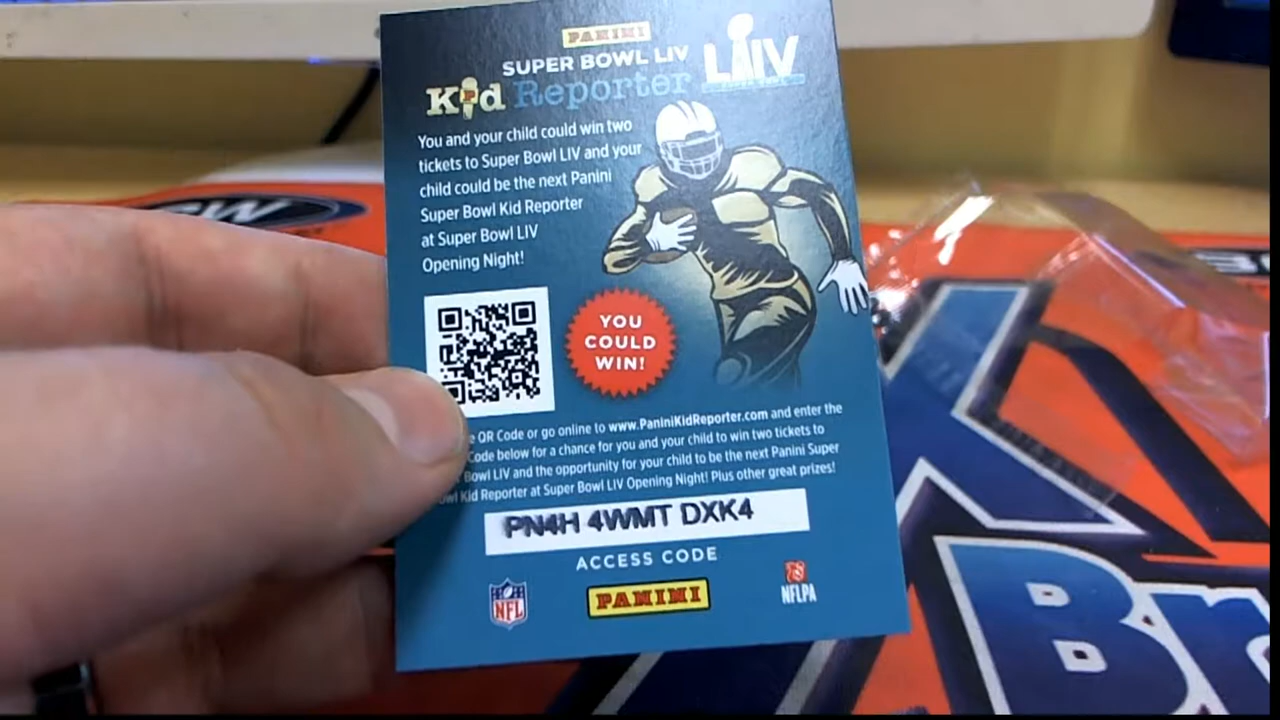 PANINI
SUPER BOWL LIV
LIV
Kid Reporter
You and your child could win two
tickets to Super Bowl LIV and your
child could be the next Panini
Super Bowl Kid Reporter
at Super Bowl LIV
Opening Night!
YOU
COULD
WIN!
QR Code or go online to www.PaniniKidReporter.com and enter the
Code below for a chance for you and your child to win two tickets to
Bowl LIV and the opportunity for your child to be the next Panini Super
Kid Reporter at Super Bowl LIV Opening Night! Plus other great prizes!
PN4H 4WMT DXK4
ACCESS CODE
NFL
PANINI
NFLPA
Br